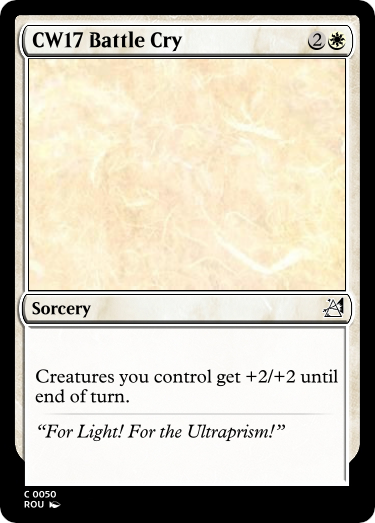 CW17 Battle Cry 2
Sorcery
Creatures you control get +2/+2 until
end of turn.
“For Light! For the Ultraprism!”
C 0050
ROU